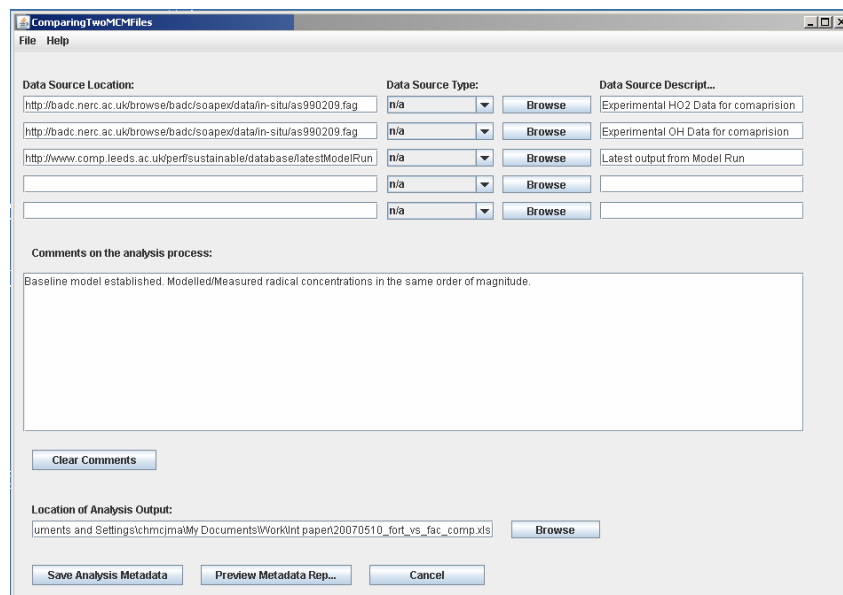 ComparingTwoMCMFiles
File Help
Data Source Location: Data Source Type: Data Source Descript...
http://badc.nerc.ac.uk/browse/badc/soapex/data/in-situ/as990209.fag n/a Browse Experimental HO2 Data for comaprision
http://badc.nerc.ac.uk/browse/badc/soapex/data/in-situ/as990209.fag n/a Browse Experimental OH Data for comaprision
http://www.comp.leeds.ac.uk/perf/sustainable/database/latestModelRun n/a Browse Latest output from Model Run
n/a Browse
n/a Browse
Comments on the analysis process:
Baseline model established. Modelled/Measured radical concentrations in the same order of magnitude.
Clear Comments
Location of Analysis Output:
uments and Settings\chmcjma\My Documents\Work\Int paper\20070510_fort_vs_fac_comp.xls Browse
Save Analysis Metadata Preview Metadata Rep... Cancel